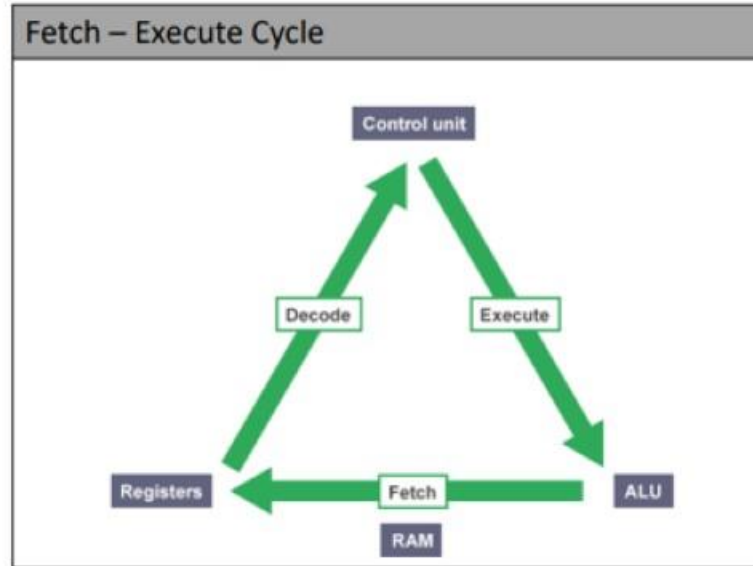 Fetch – Execute Cycle
Control unit
Decode
Execute
Registers
Fetch
ALU
RAM